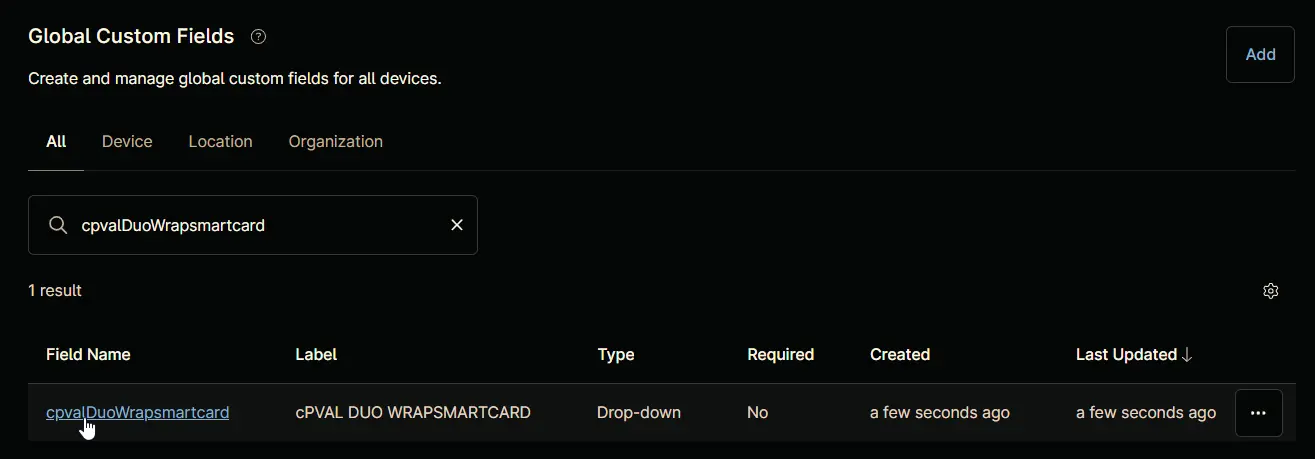 Global Custom Fields ?
Add
Create and manage global custom fields for all devices.
All Device Location Organization
cpvalDuoWrapsmartcard
1 result
Field Name Label Type Required Created Last Updated
cpvalDuoWrapsmartcard cPVAL DUO WRAPSMARTCARD Drop-down No a few seconds ago a few seconds ago